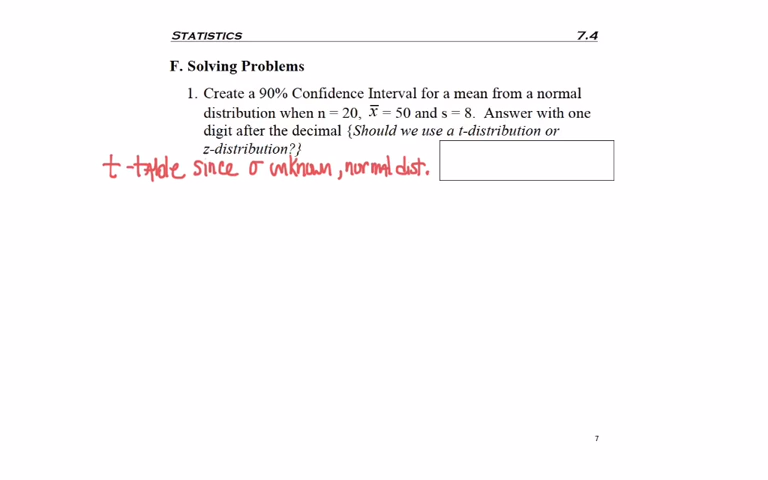 STATISTICS 7.4
F. Solving Problems
1. Create a 90% Confidence Interval for a mean from a normal
distribution when n = 20, x̅ = 50 and s = 8. Answer with one
digit after the decimal {Should we use a t-distribution or
z-distribution?}
t-table since σ unknown, normal dist.
7